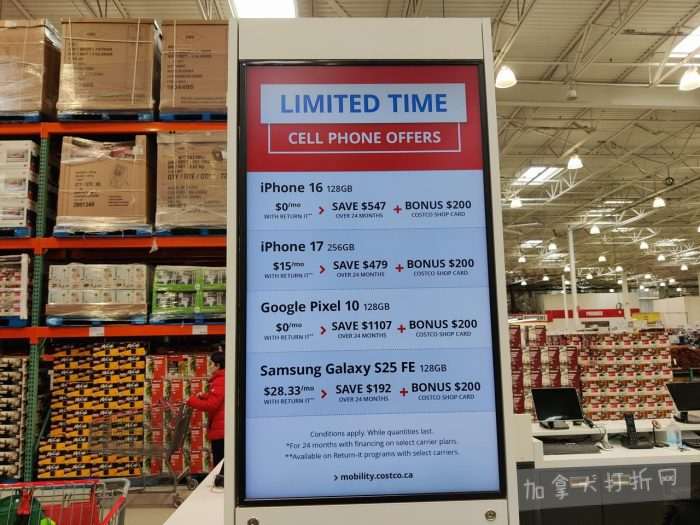 LIMITED TIME
CELL PHONE OFFERS
iPhone 16 128GB
$0/mo > SAVE $547 + BONUS $200
WITH RETURN IT** OVER 24 MONTHS COSTCO SHOP CARD
iPhone 17 256GB
$15/mo > SAVE $479 + BONUS $200
WITH RETURN IT** OVER 24 MONTHS COSTCO SHOP CARD
Google Pixel 10 128GB
$0/mo > SAVE $1107 + BONUS $200
WITH RETURN IT** OVER 24 MONTHS COSTCO SHOP CARD
Samsung Galaxy S25 FE 128GB
$28.33/mo > SAVE $192 + BONUS $200
WITH RETURN IT** OVER 24 MONTHS COSTCO SHOP CARD
Conditions apply. While quantities last.
*For 24 months with financing on select carrier plans.
**Available on Return-it programs with select carriers.
> mobility.costco.ca
加拿大打折网